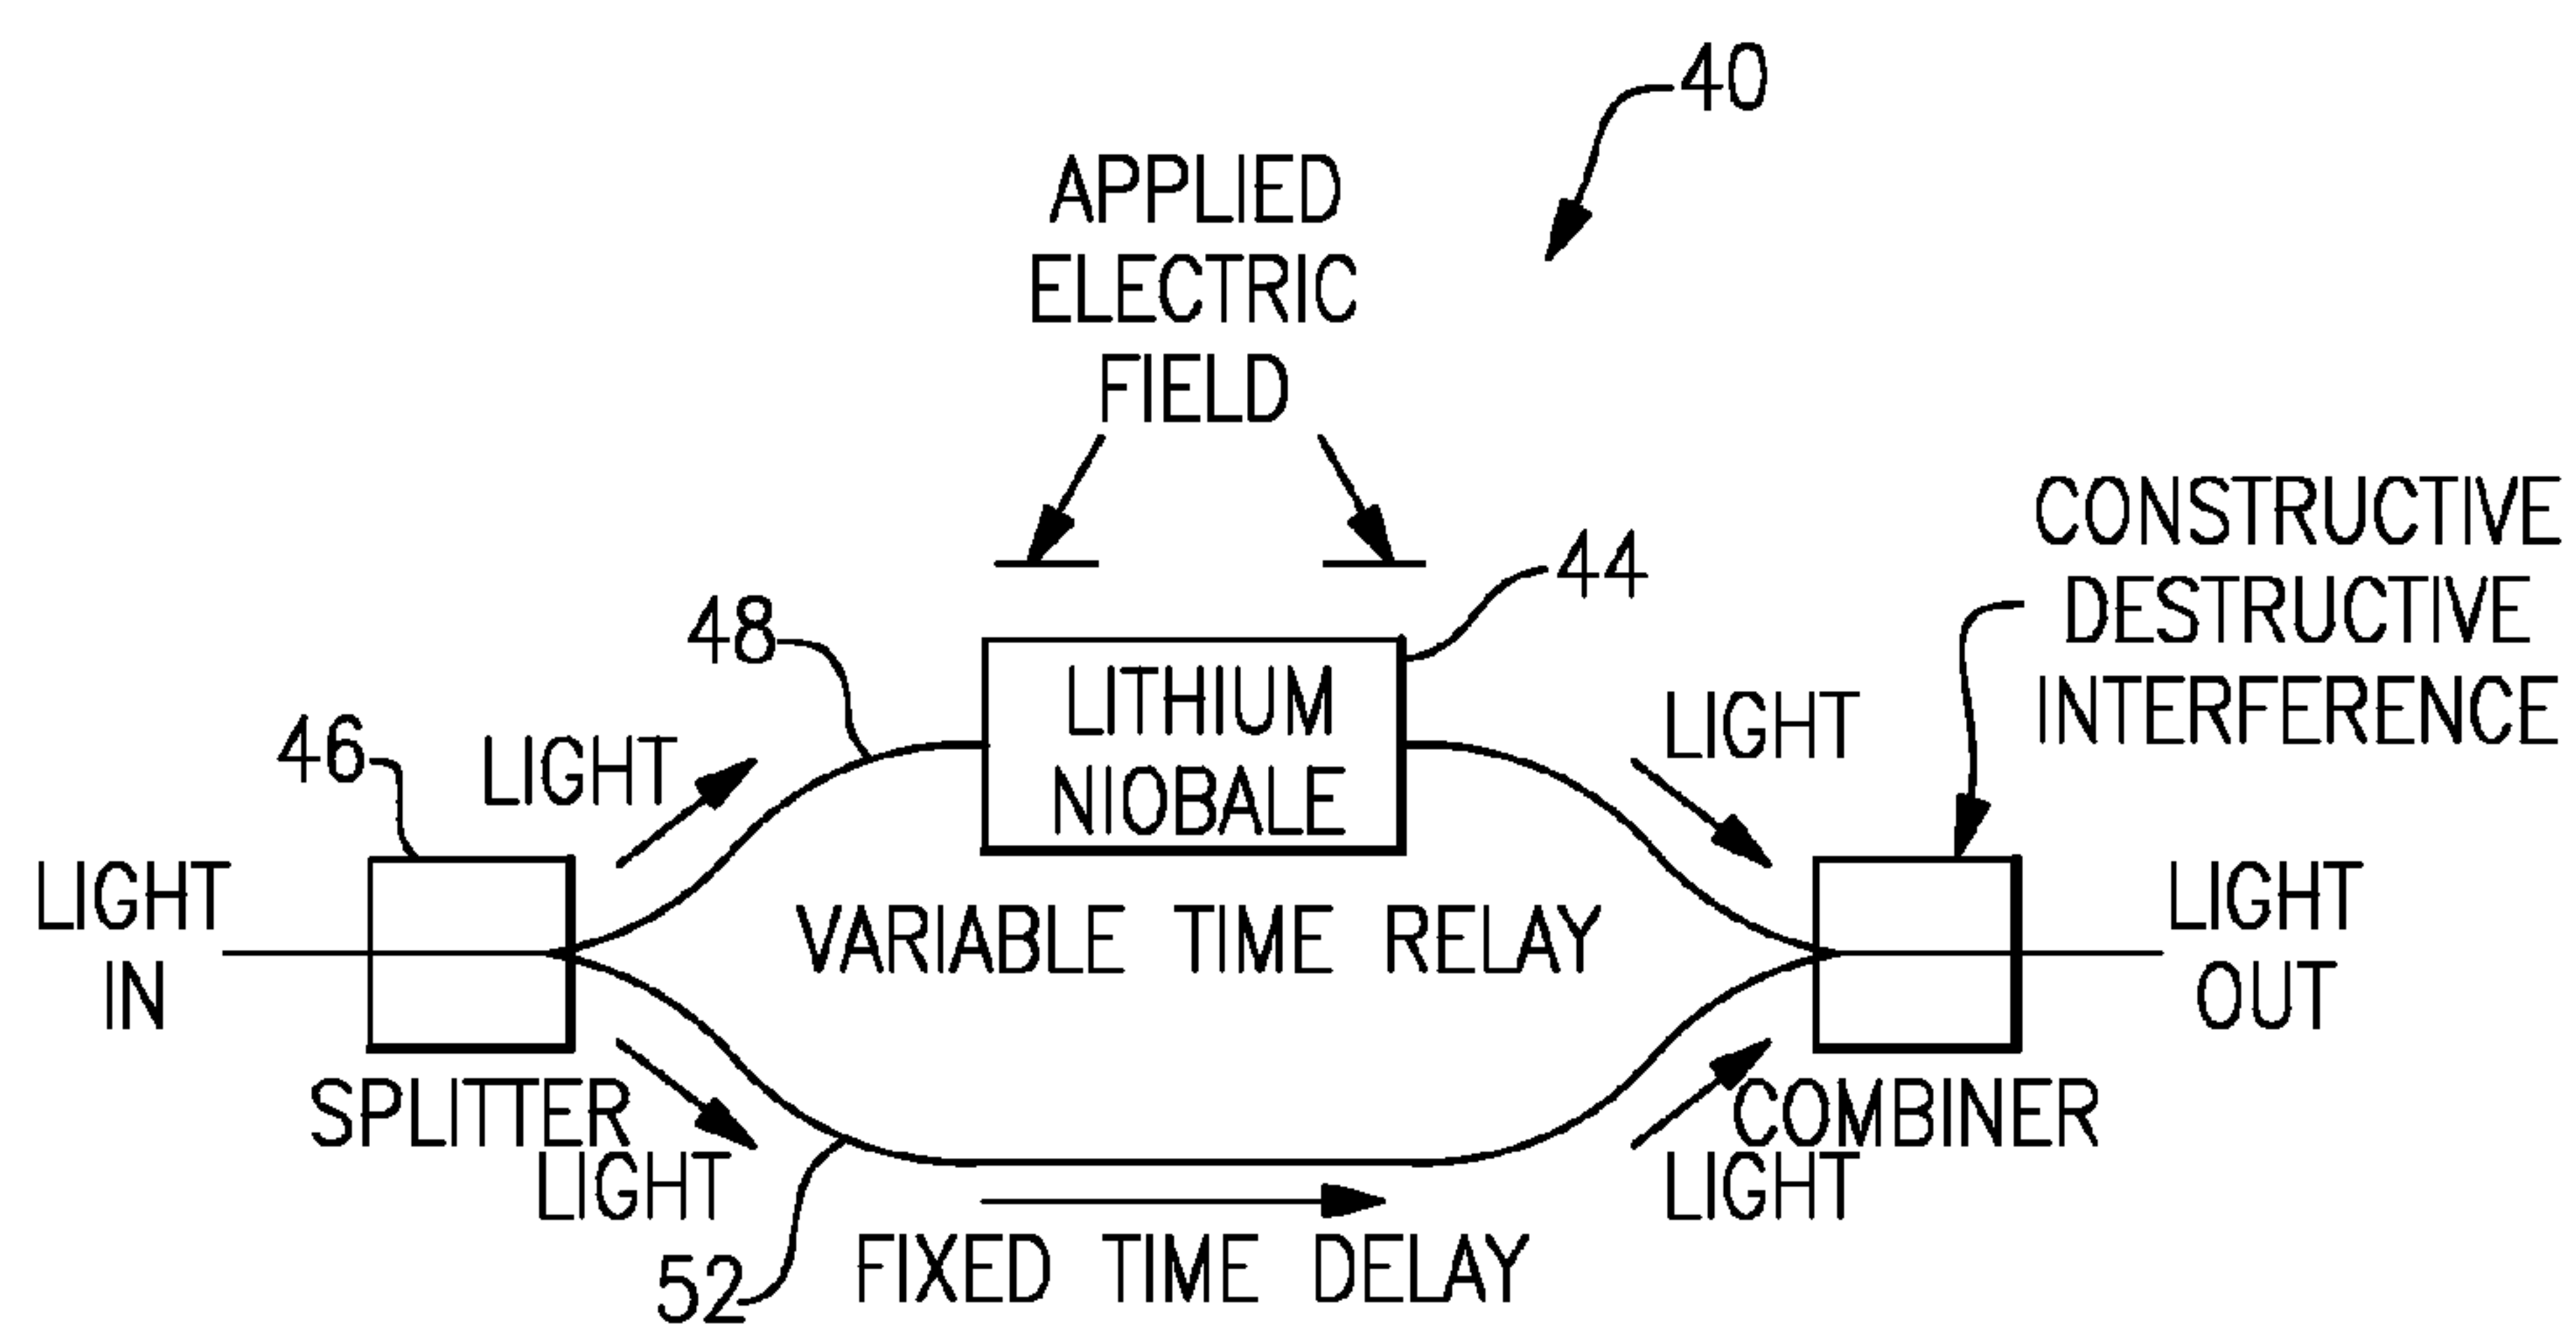 40
APPLIED
ELECTRIC
FIELD
CONSTRUCTIVE
DESTRUCTIVE
INTERFERENCE
44
48
LITHIUM
NIOBALE
46
LIGHT
LIGHT
LIGHT
IN
VARIABLE TIME RELAY
LIGHT
OUT
SPLITTER
COMBINER
LIGHT
LIGHT
52
FIXED TIME DELAY